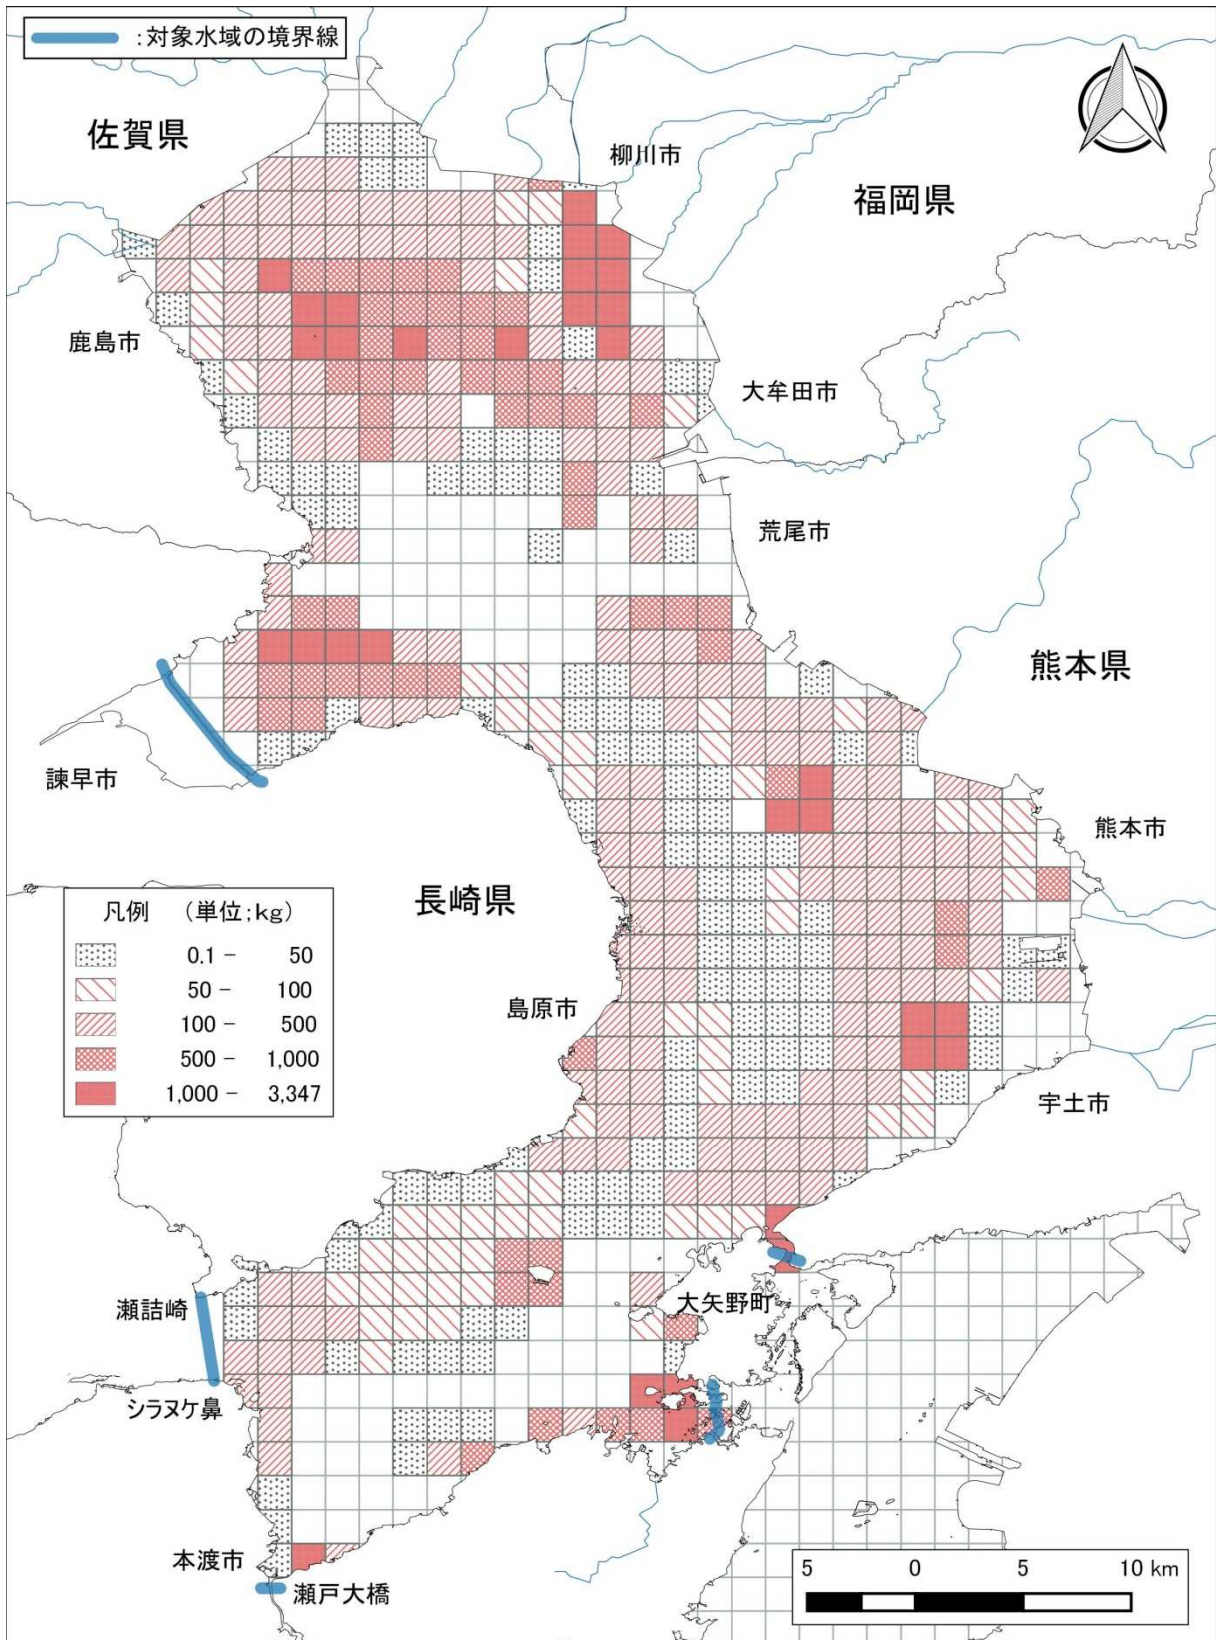 :対象水域の境界線
佐賀県
柳川市
福岡県
鹿島市
大牟田市
荒尾市
熊本県
諫早市
熊本市
長崎県
凡例 (単位;kg)
0.1 - 50
50 - 100
100 - 500
500 - 1,000
1,000 - 3,347
島原市
宇土市
瀬詰崎
大矢野町
シラヌケ鼻
本渡市
瀬戸大橋
5 0 5 10 km